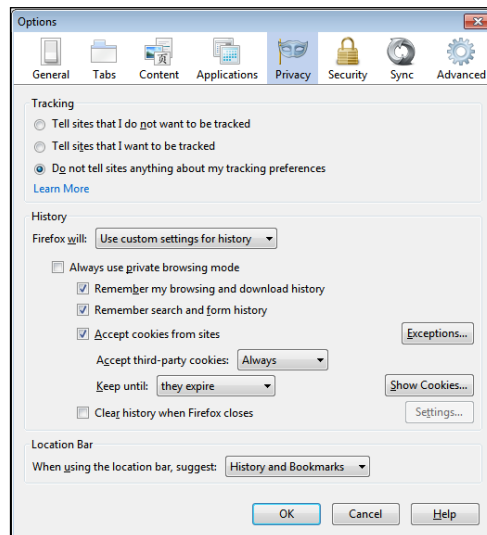 Options
General Tabs Content Applications Privacy Security Sync Advanced
Tracking
Tell sites that I do not want to be tracked
Tell sites that I want to be tracked
Do not tell sites anything about my tracking preferences
Learn More
History
Firefox will: Use custom settings for history
Always use private browsing mode
Remember my browsing and download history
Remember search and form history
Accept cookies from sites Exceptions...
Accept third-party cookies: Always
Keep until: they expire Show Cookies...
Clear history when Firefox closes Settings...
Location Bar
When using the location bar, suggest: History and Bookmarks
OK Cancel Help